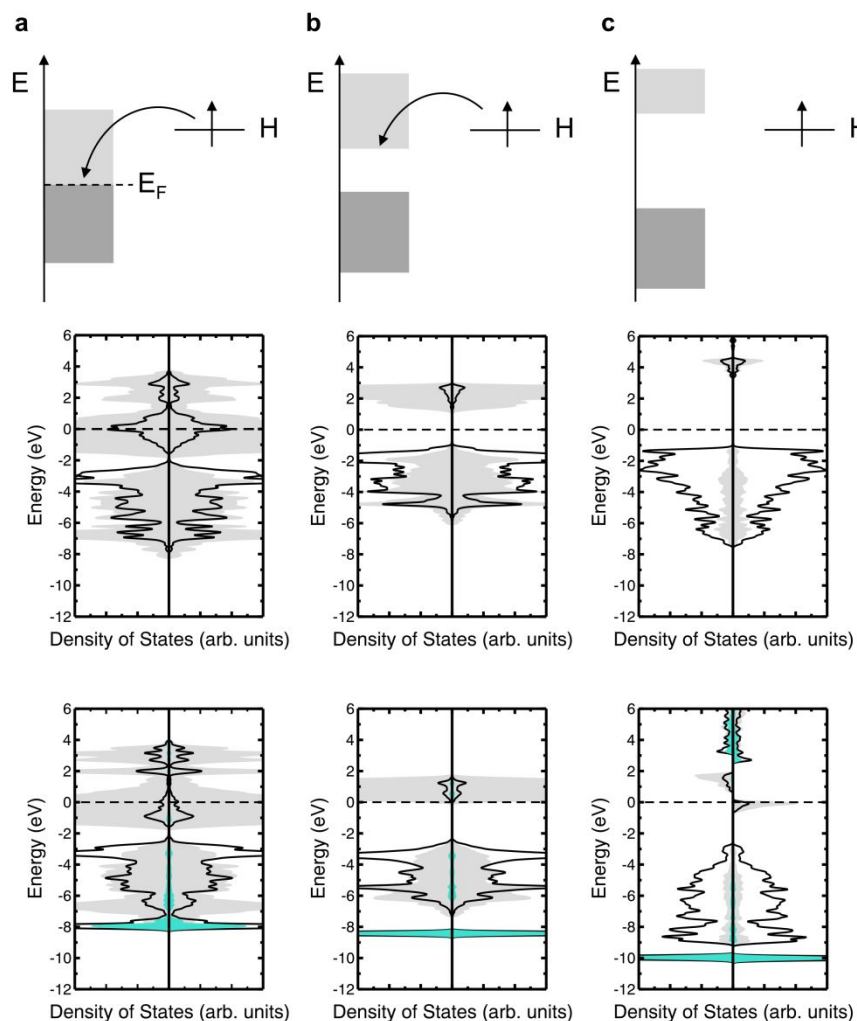 a
b
c
E
H
E_F
E
H
E
6
4
2
0
-2
-4
-6
-8
-10
-12
Energy (eV)
Density of States (arb. units)
6
4
2
0
-2
-4
-6
-8
-10
-12
Energy (eV)
Density of States (arb. units)
6
4
2
0
-2
-4
-6
-8
-10
-12
Energy (eV)
Density of States (arb. units)
6
4
2
0
-2
-4
-6
-8
-10
-12
Energy (eV)
Density of States (arb. units)
6
4
2
0
-2
-4
-6
-8
-10
-12
Energy (eV)
Density of States (arb. units)
6
4
2
0
-2
-4
-6
-8
-10
-12
Energy (eV)
Density of States (arb. units)